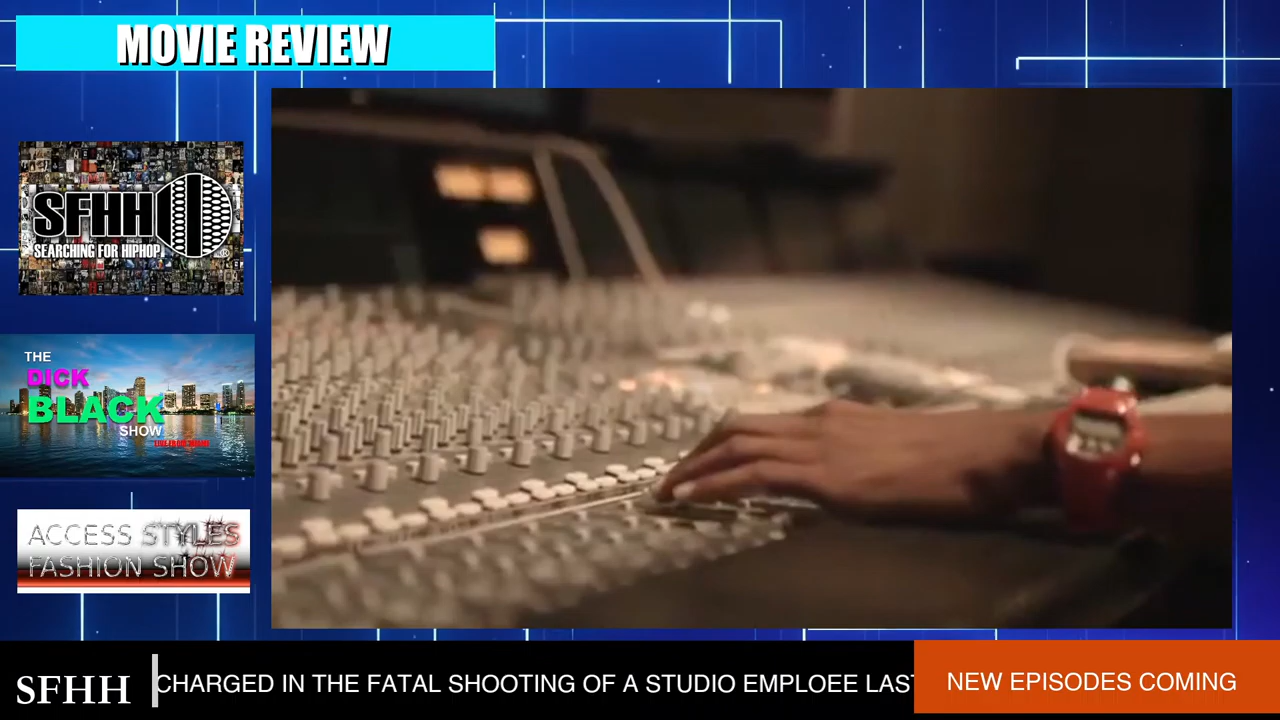 MOVIE REVIEW
SFHH
SEARCHING FOR HIPHOP
®
THE
DICK
BLACK
SHOW
ACCESS STYLES
FASHION SHOW
SFHH
CHARGED IN THE FATAL SHOOTING OF A STUDIO EMPLOEE LAS
NEW EPISODES COMING